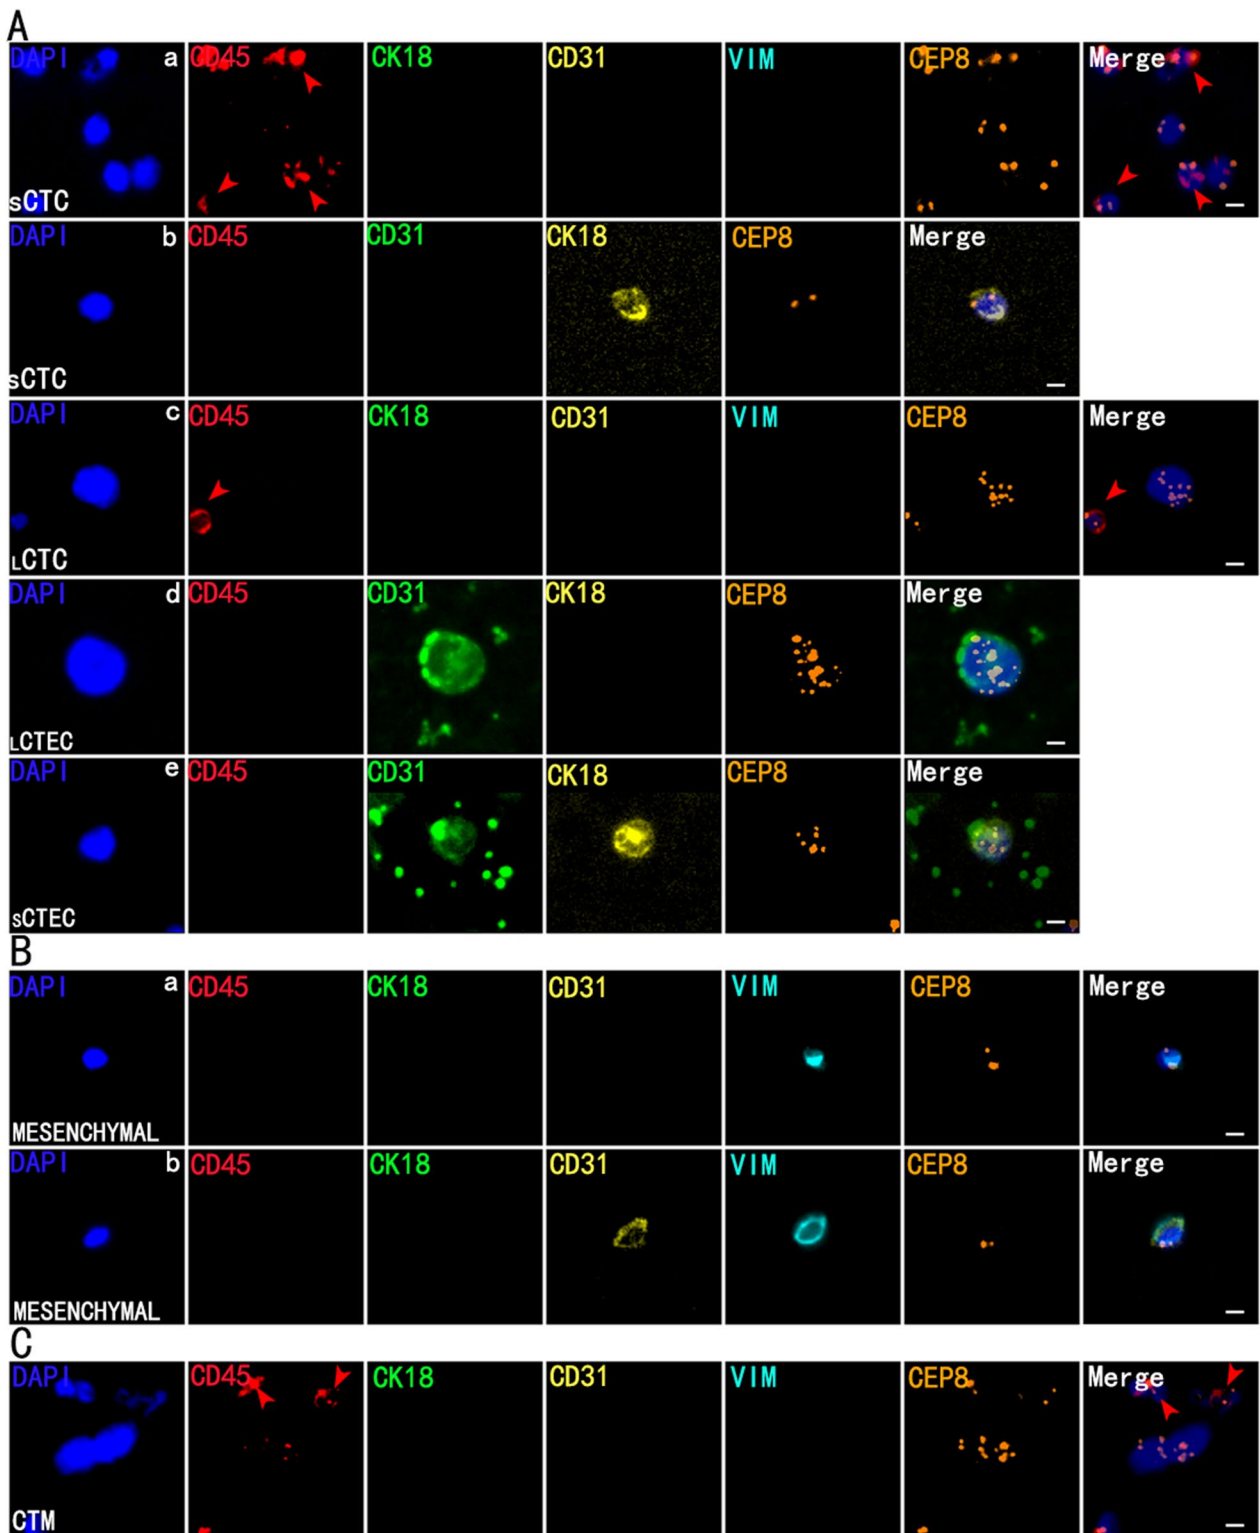 A
DAPI a CD45 CK18 CD31 VIM CEP8 Merge
sCTC
DAPI b CD45 CD31 CK18 CEP8 Merge
sCTC
DAPI c CD45 CK18 CD31 VIM CEP8 Merge
LCTC
DAPI d CD45 CD31 CK18 CEP8 Merge
LCTEC
DAPI e CD45 CD31 CK18 CEP8 Merge
sCTEC
B
DAPI a CD45 CK18 CD31 VIM CEP8 Merge
MESENCHYMAL
DAPI b CD45 CK18 CD31 VIM CEP8 Merge
MESENCHYMAL
C
DAPI CD45 CK18 CD31 VIM CEP8 Merge
CTM